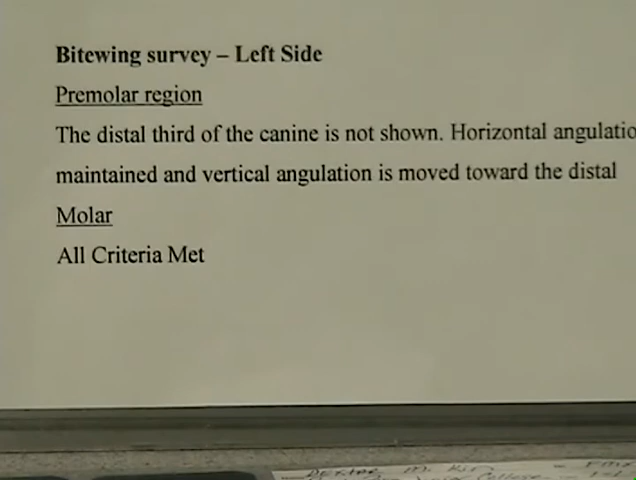 Bitewing survey – Left Side
Premolar region
The distal third of the canine is not shown. Horizontal angulatio
maintained and vertical angulation is moved toward the distal
Molar
All Criteria Met